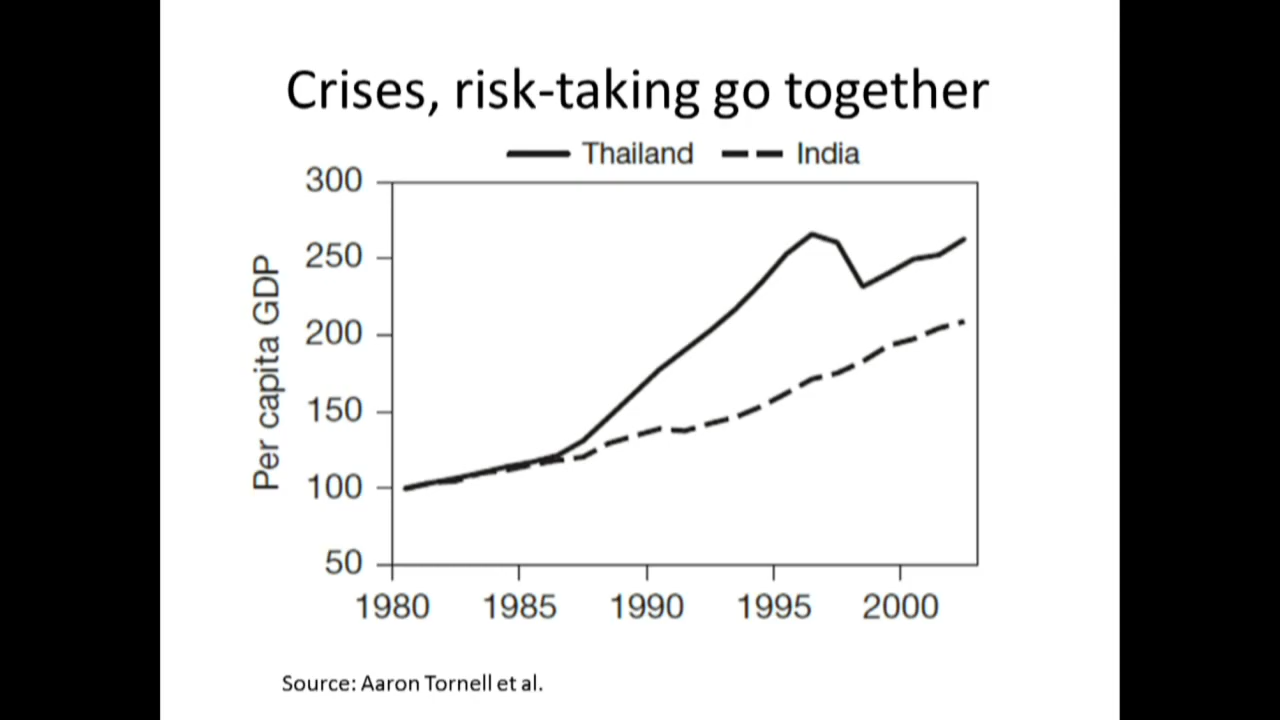 Crises, risk-taking go together
Thailand India
300
250
200
150
100
50
Per capita GDP
1980 1985 1990 1995 2000
Source: Aaron Tornell et al.